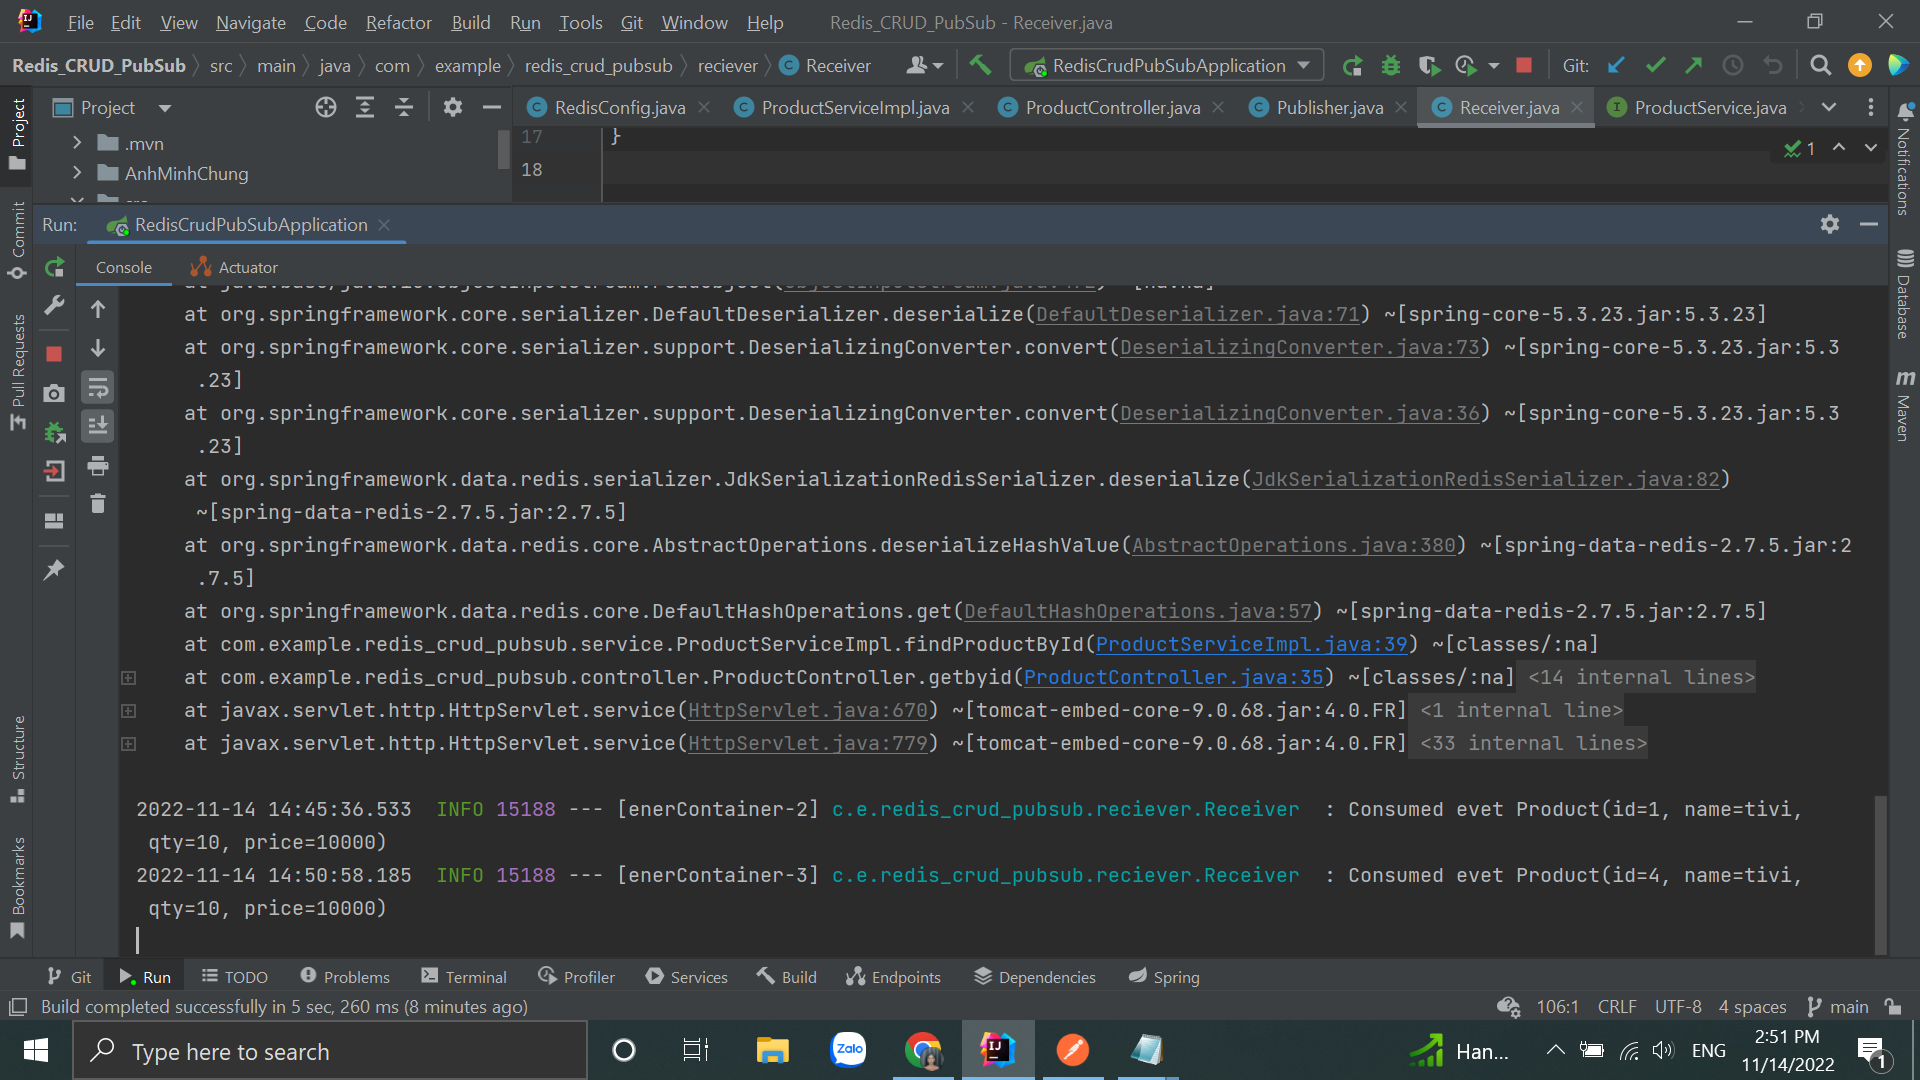 File Edit View Navigate Code Refactor Build Run Tools Git Window Help Redis_CRUD_PubSub - Receiver.java
Redis_CRUD_PubSub src main java com example redis_crud_pubsub reciever Receiver RedisCrudPubSubApplication Git:
Project RedisConfig.java ProductServiceImpl.java ProductController.java Publisher.java Receiver.java ProductService.java
.mvn
AnhMinhChung
17 }
18
1
Run: RedisCrudPubSubApplication
Console Actuator
at org.springframework.core.serializer.DefaultDeserializer.deserialize(DefaultDeserializer.java:71) ~[spring-core-5.3.23.jar:5.3.23]
at org.springframework.core.serializer.support.DeserializingConverter.convert(DeserializingConverter.java:73) ~[spring-core-5.3.23.jar:5.3
.23]
at org.springframework.core.serializer.support.DeserializingConverter.convert(DeserializingConverter.java:36) ~[spring-core-5.3.23.jar:5.3
.23]
at org.springframework.data.redis.serializer.JdkSerializationRedisSerializer.deserialize(JdkSerializationRedisSerializer.java:82)
~[spring-data-redis-2.7.5.jar:2.7.5]
at org.springframework.data.redis.core.AbstractOperations.deserializeHashValue(AbstractOperations.java:380) ~[spring-data-redis-2.7.5.jar:2
.7.5]
at org.springframework.data.redis.core.DefaultHashOperations.get(DefaultHashOperations.java:57) ~[spring-data-redis-2.7.5.jar:2.7.5]
at com.example.redis_crud_pubsub.service.ProductServiceImpl.findProductById(ProductServiceImpl.java:39) ~[classes/:na]
at com.example.redis_crud_pubsub.controller.ProductController.getbyid(ProductController.java:35) ~[classes/:na] <14 internal lines>
at javax.servlet.http.HttpServlet.service(HttpServlet.java:670) ~[tomcat-embed-core-9.0.68.jar:4.0.FR] <1 internal line>
at javax.servlet.http.HttpServlet.service(HttpServlet.java:779) ~[tomcat-embed-core-9.0.68.jar:4.0.FR] <33 internal lines>
2022-11-14 14:45:36.533 INFO 15188 --- [enerContainer-2] c.e.redis_crud_pubsub.reciever.Receiver : Consumed evet Product(id=1, name=tivi,
qty=10, price=10000)
2022-11-14 14:50:58.185 INFO 15188 --- [enerContainer-3] c.e.redis_crud_pubsub.reciever.Receiver : Consumed evet Product(id=4, name=tivi,
qty=10, price=10000)
Project
Commit
Pull Requests
Structure
Bookmarks
Notifications
Database
m Maven
Git Run TODO Problems Terminal Profiler Services Build Endpoints Dependencies Spring
Build completed successfully in 5 sec, 260 ms (8 minutes ago) 106:1 CRLF UTF-8 4 spaces main
Type here to search
Zalo
Han...
ENG
2:51 PM
11/14/2022
1